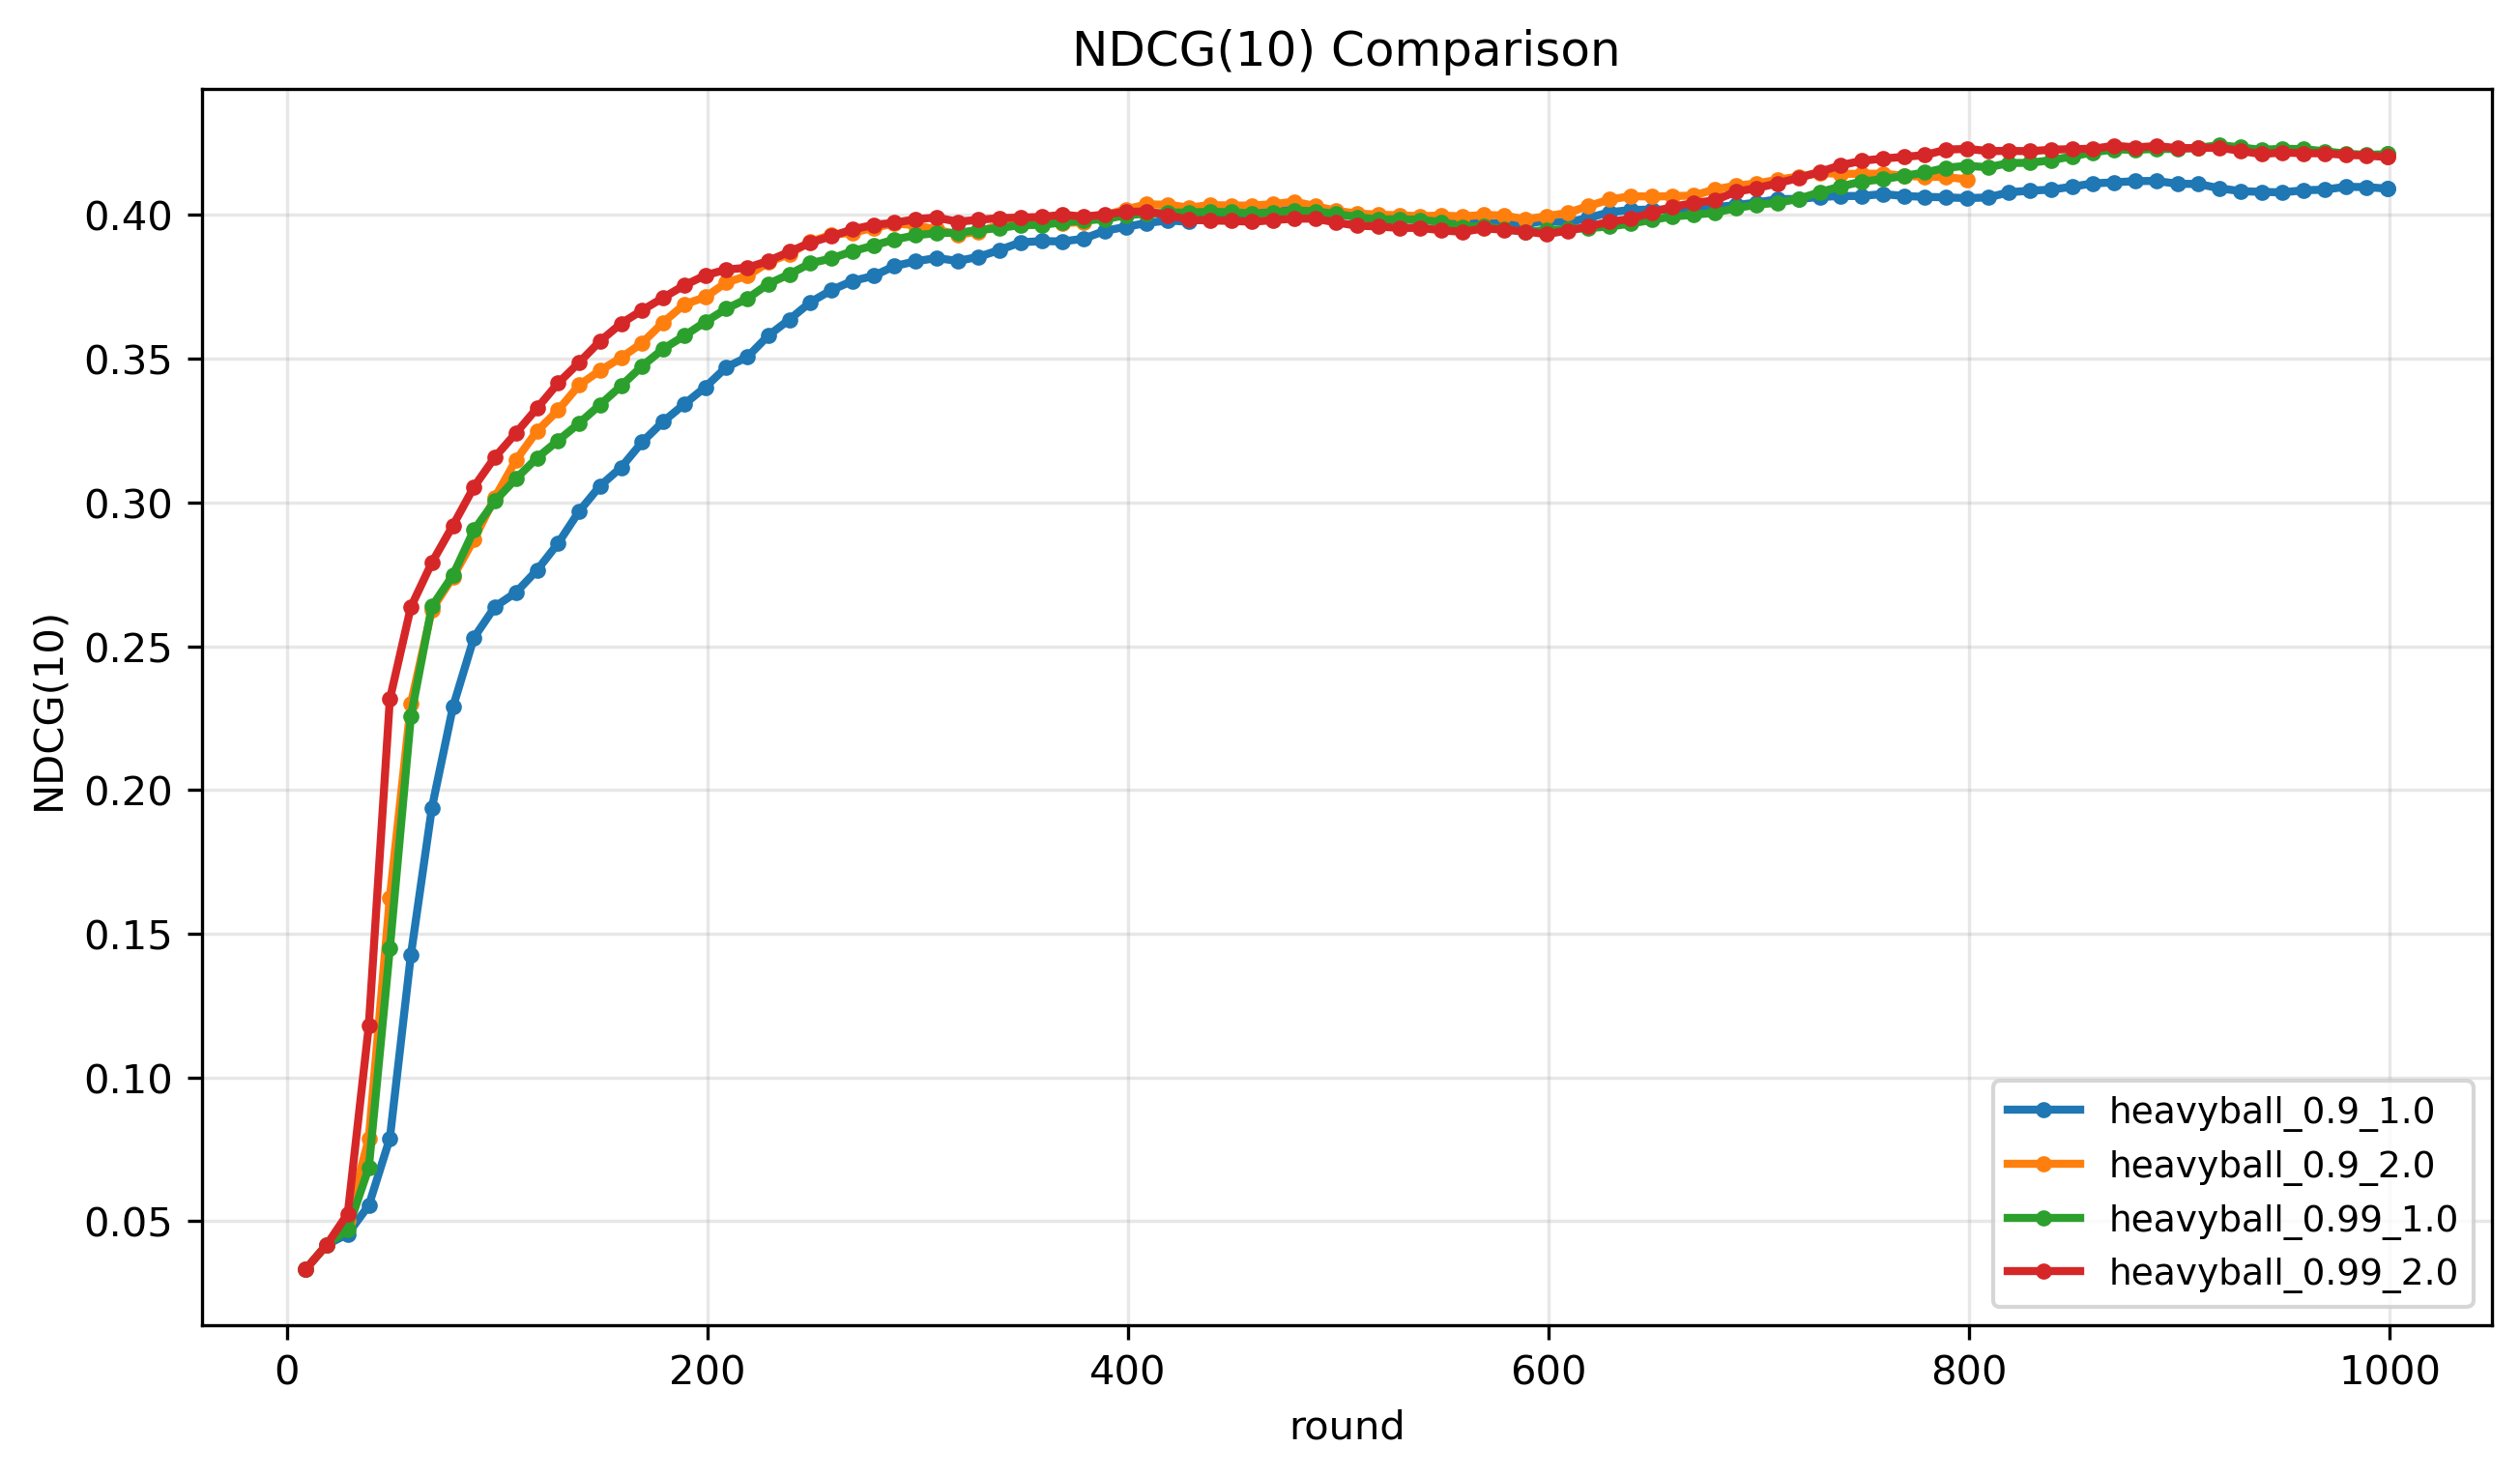 NDCG(10) Comparison
NDCG(10)
0.40
0.35
0.30
0.25
0.20
0.15
0.10
0.05
0 200 400 600 800 1000
round
heavyball_0.9_1.0
heavyball_0.9_2.0
heavyball_0.99_1.0
heavyball_0.99_2.0